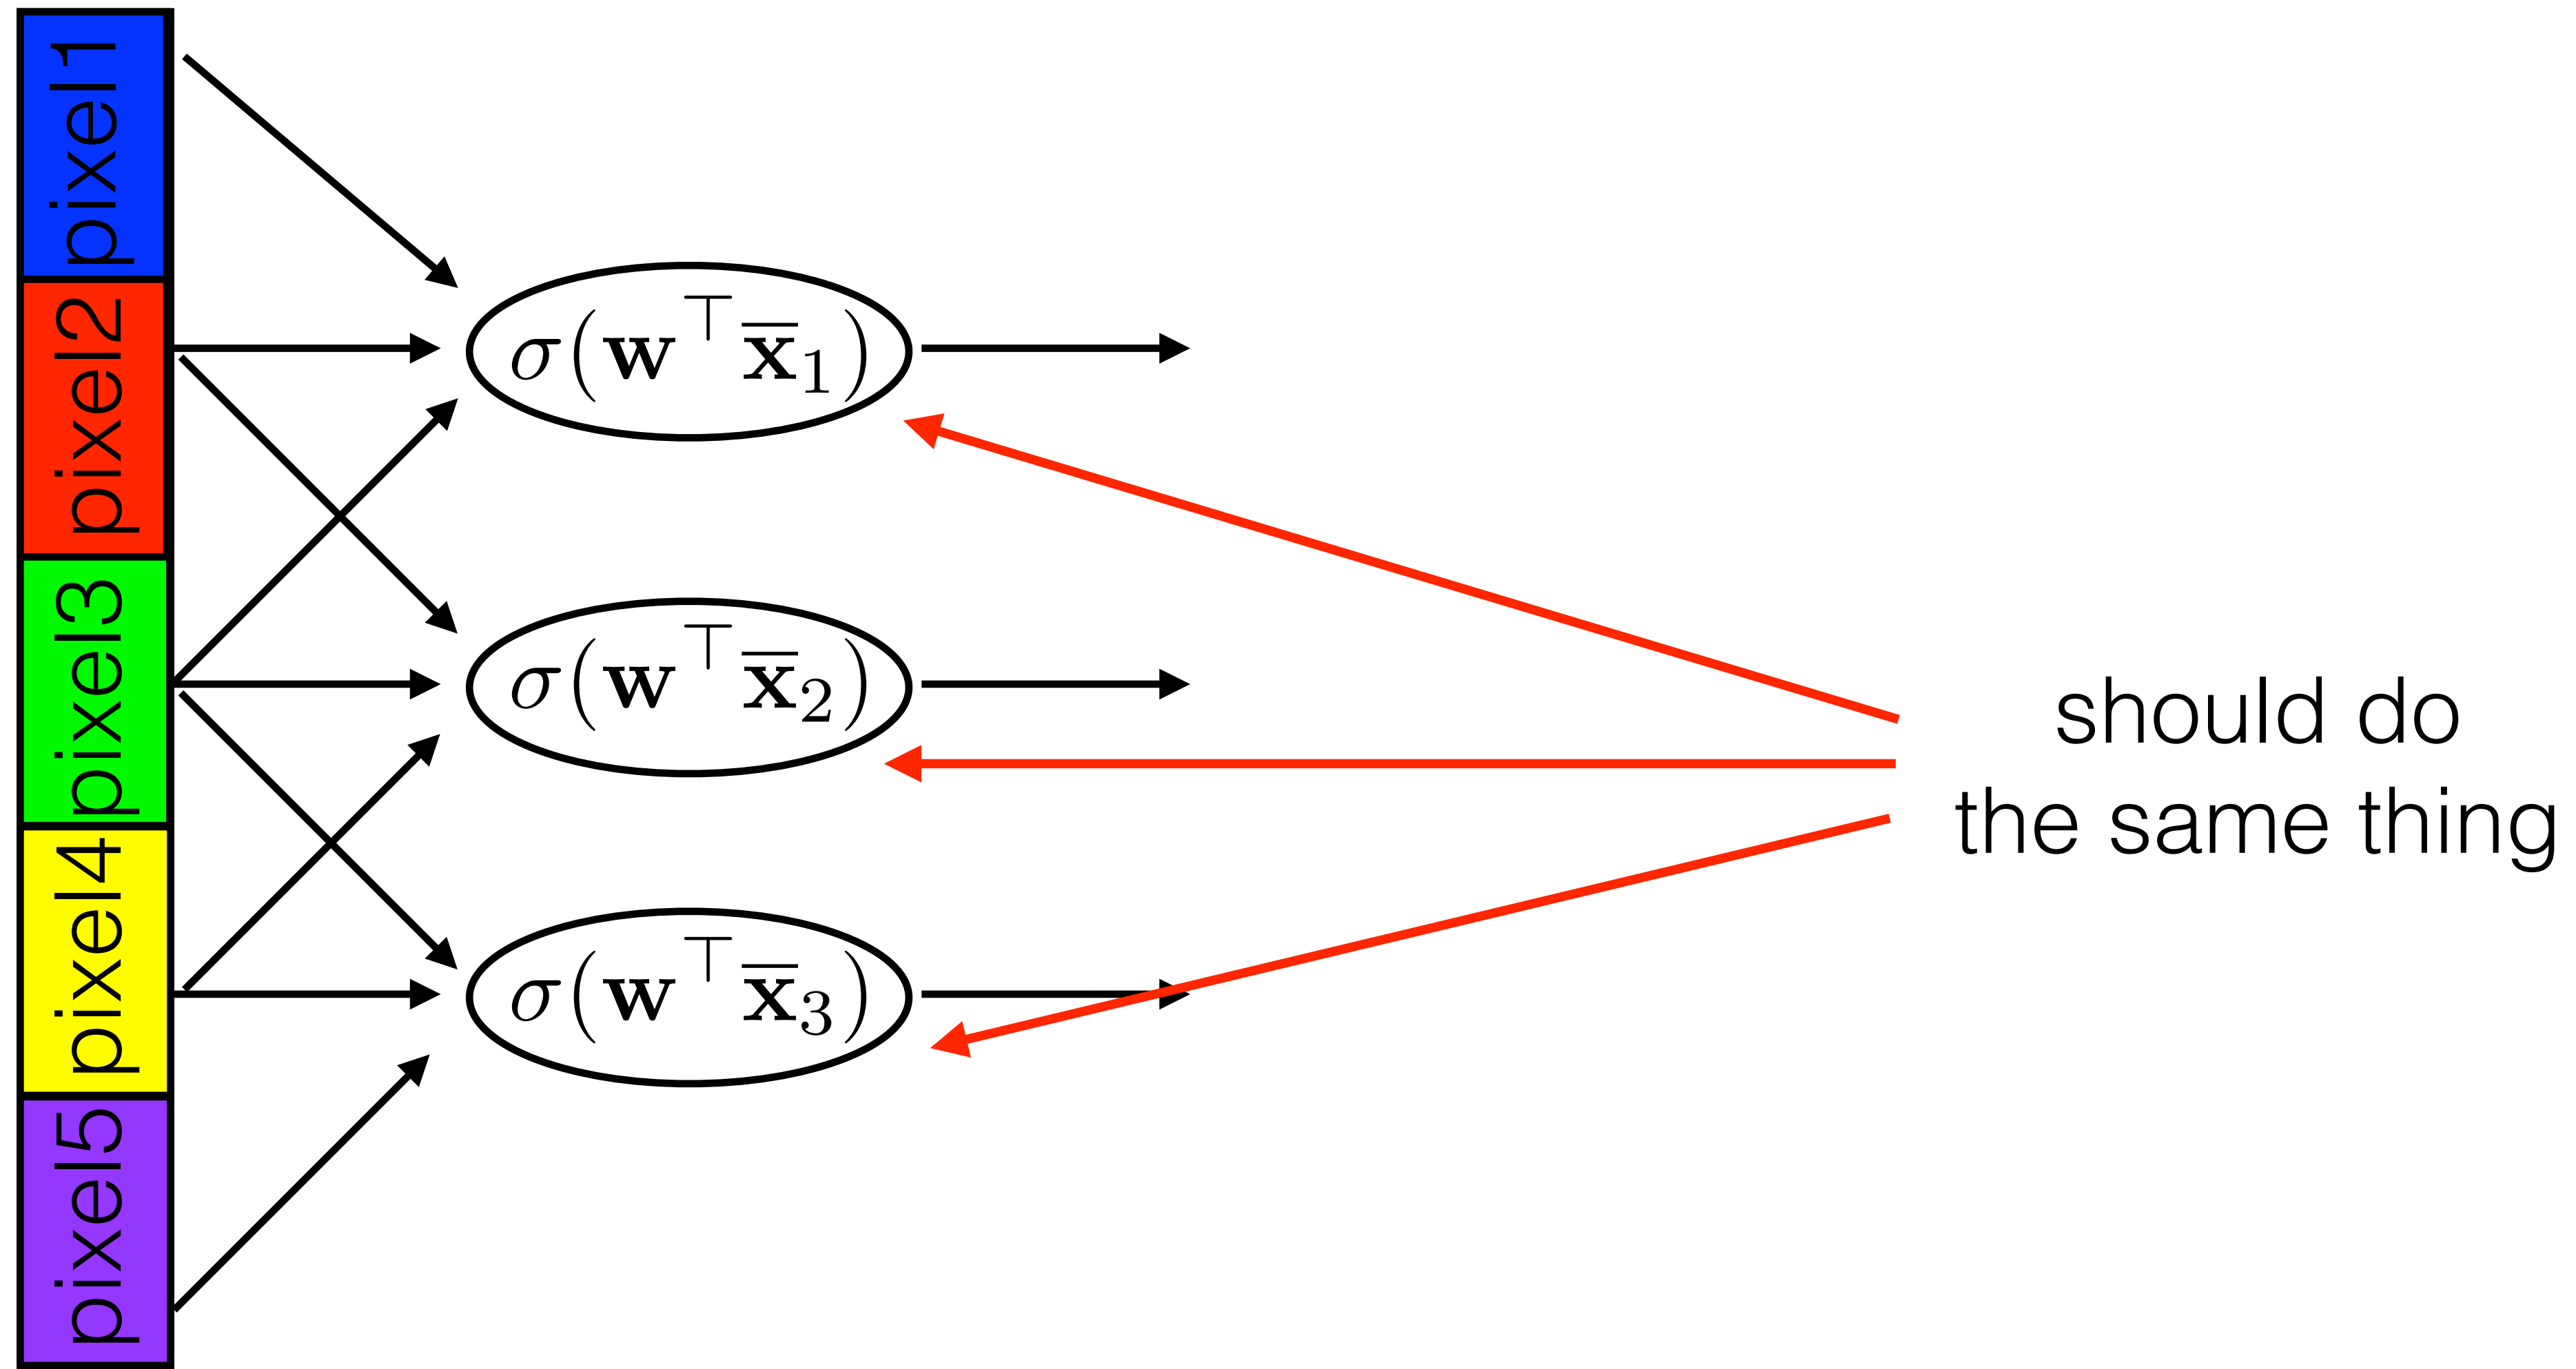 pixel1
pixel2
pixel3
pixel4
pixel5
σ(w⊤x̅₁)
σ(w⊤x̅₂)
σ(w⊤x̅₃)
should do
the same thing